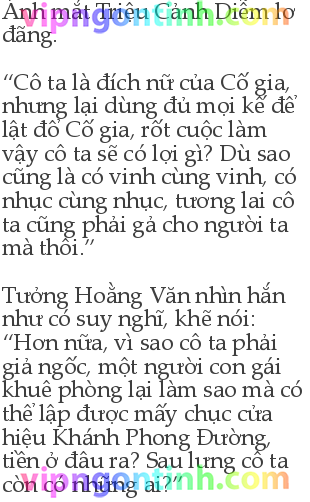 Ánh mắt Triệu Cảnh Diễm lơ
đãng.
“Cô ta là đích nữ của Cố gia,
nhưng lại dùng đủ mọi kế để
lật đổ Cố gia, rốt cuộc làm
vậy cô ta sẽ có lợi gì? Dù sao
cũng là có vinh cùng vinh, có
nhục cùng nhục, tương lai cô
ta cũng phải gả cho người ta
mà thôi.”
Tưởng Hoằng Văn nhìn hắn
như có suy nghĩ, khẽ nói:
“Hơn nữa, vì sao cô ta phải
giả ngốc, một người con gái
khuê phòng lại làm sao mà có
thể lập được mấy chục cửa
hiệu Khánh Phong Đường,
tiền ở đâu ra? Sau lưng cô ta
còn có những ai?”
vipngontinh.com
vipngontinh.com